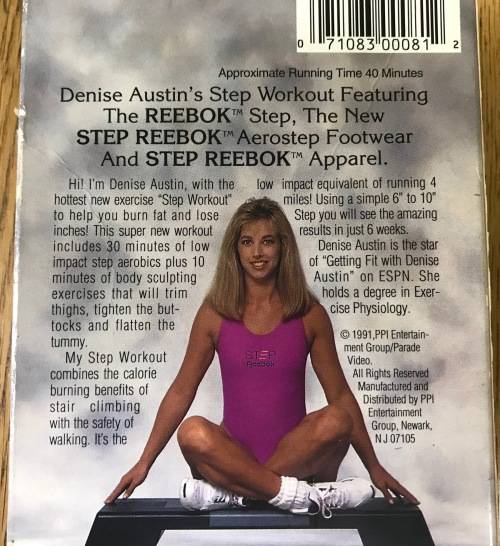 0 71083 00081 2
Approximate Running Time 40 Minutes
Denise Austin's Step Workout Featuring
The REEBOK™ Step, The New
STEP REEBOK™ Aerostep Footwear
And STEP REEBOK™ Apparel.
Hi! I'm Denise Austin, with the
hottest new exercise "Step Workout"
to help you burn fat and lose
inches! This super new workout
includes 30 minutes of low
impact step aerobics plus 10
minutes of body sculpting
exercises that will trim
thighs, tighten the but-
tocks and flatten the
tummy.
My Step Workout
combines the calorie
burning benefits of
stair climbing
with the safety of
walking. It's the
low impact equivalent of running 4
miles! Using a simple 6" to 10"
Step you will see the amazing
results in just 6 weeks.
Denise Austin is the star
of "Getting Fit with Denise
Austin" on ESPN. She
holds a degree in Exer-
cise Physiology.
© 1991, PPI Entertain-
ment Group/Parade
Video.
All Rights Reserved
Manufactured and
Distributed by PPI
Entertainment
Group, Newark,
N J 07105
STEP
Reebok